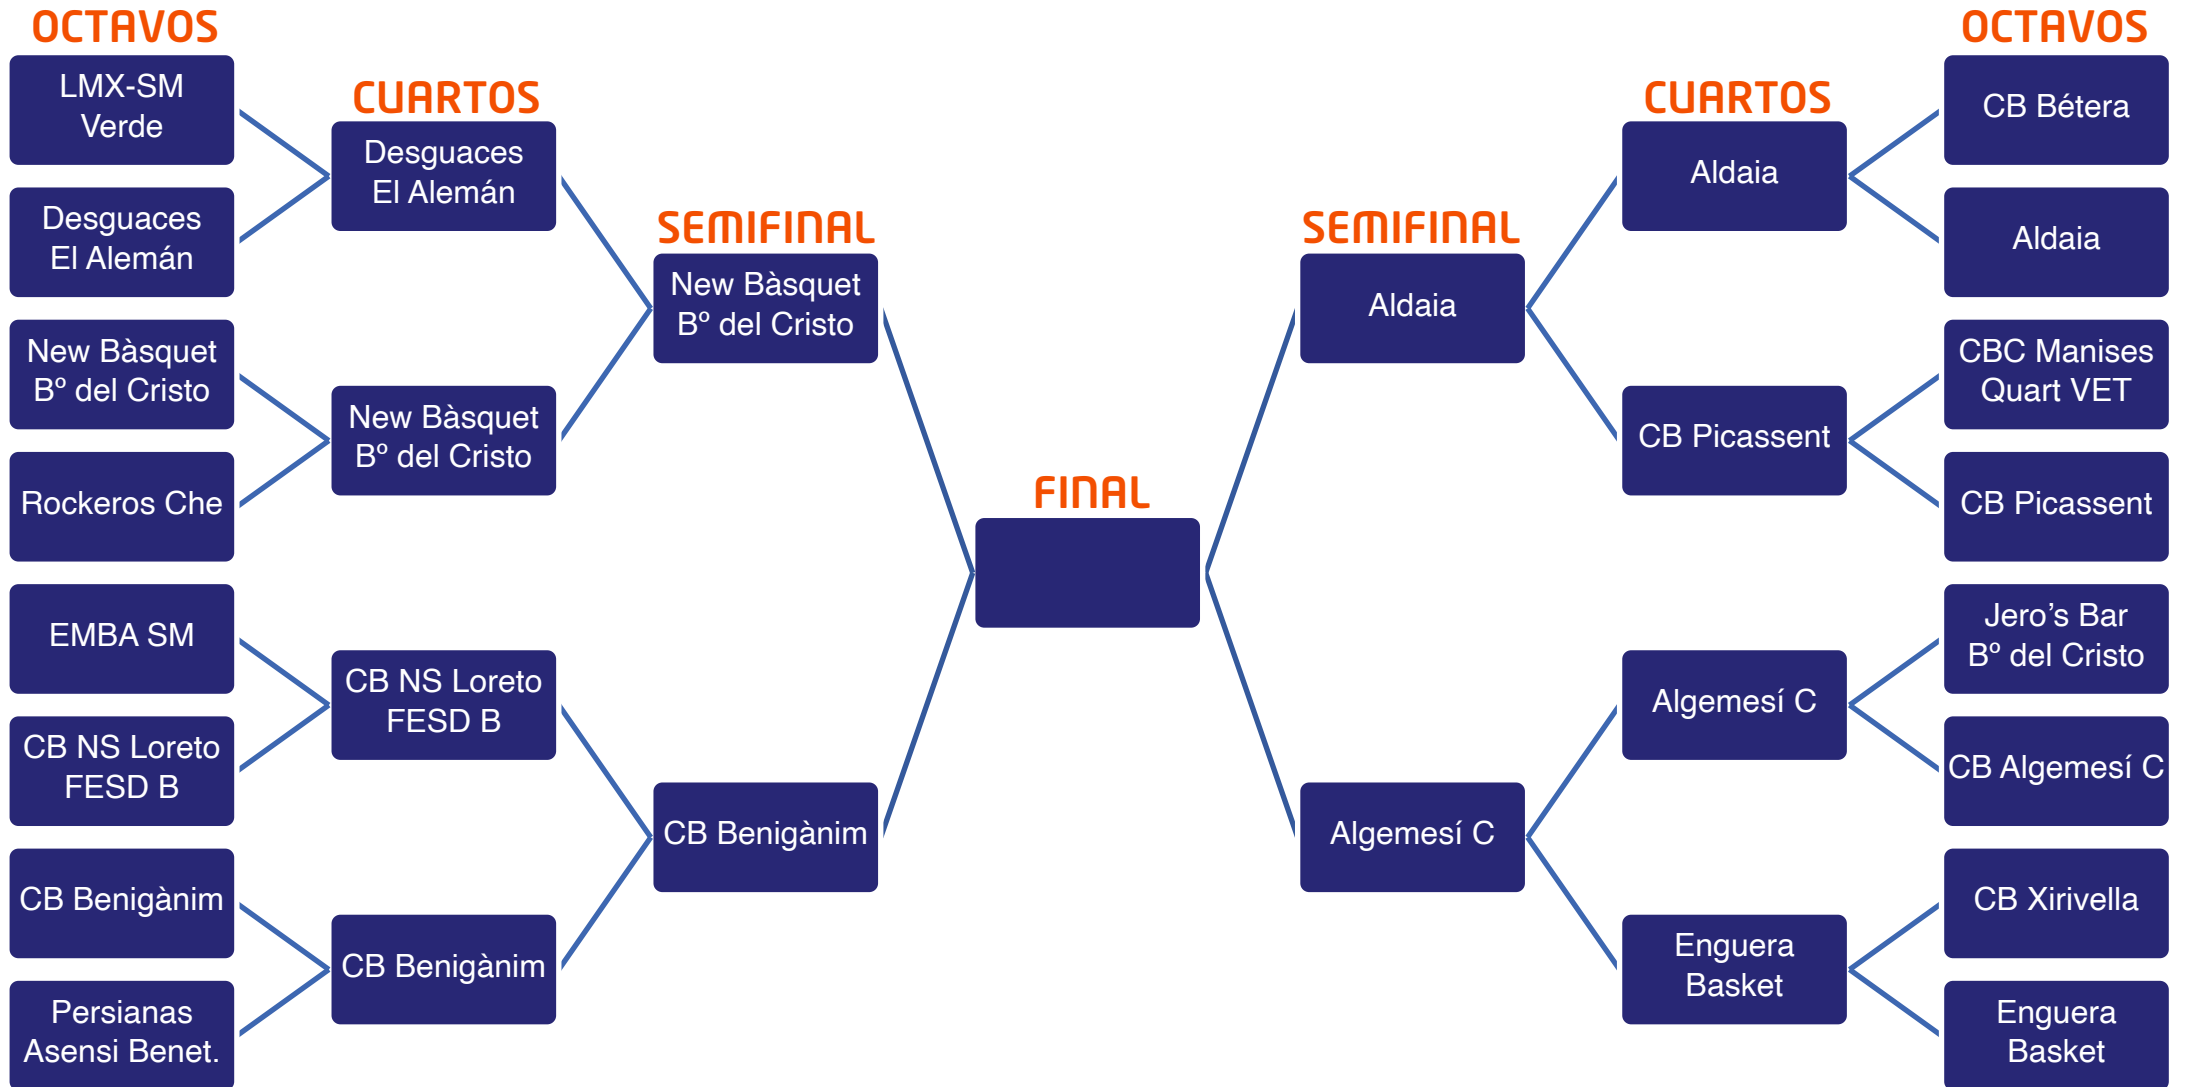 OCTAVOS
LMX-SM
Verde
Desguaces
El Alemán
New Bàsquet
Bº del Cristo
Rockeros Che
EMBA SM
CB NS Loreto
FESD B
CB Benigànim
Persianas
Asensi Benet.
CUARTOS
Desguaces
El Alemán
New Bàsquet
Bº del Cristo
CB NS Loreto
FESD B
CB Benigànim
SEMIFINAL
New Bàsquet
Bº del Cristo
CB Benigànim
FINAL
SEMIFINAL
Aldaia
Algemesí C
CUARTOS
Aldaia
CB Picassent
Algemesí C
Enguera
Basket
OCTAVOS
CB Bétera
Aldaia
CBC Manises
Quart VET
CB Picassent
Jero’s Bar
Bº del Cristo
CB Algemesí C
CB Xirivella
Enguera
Basket